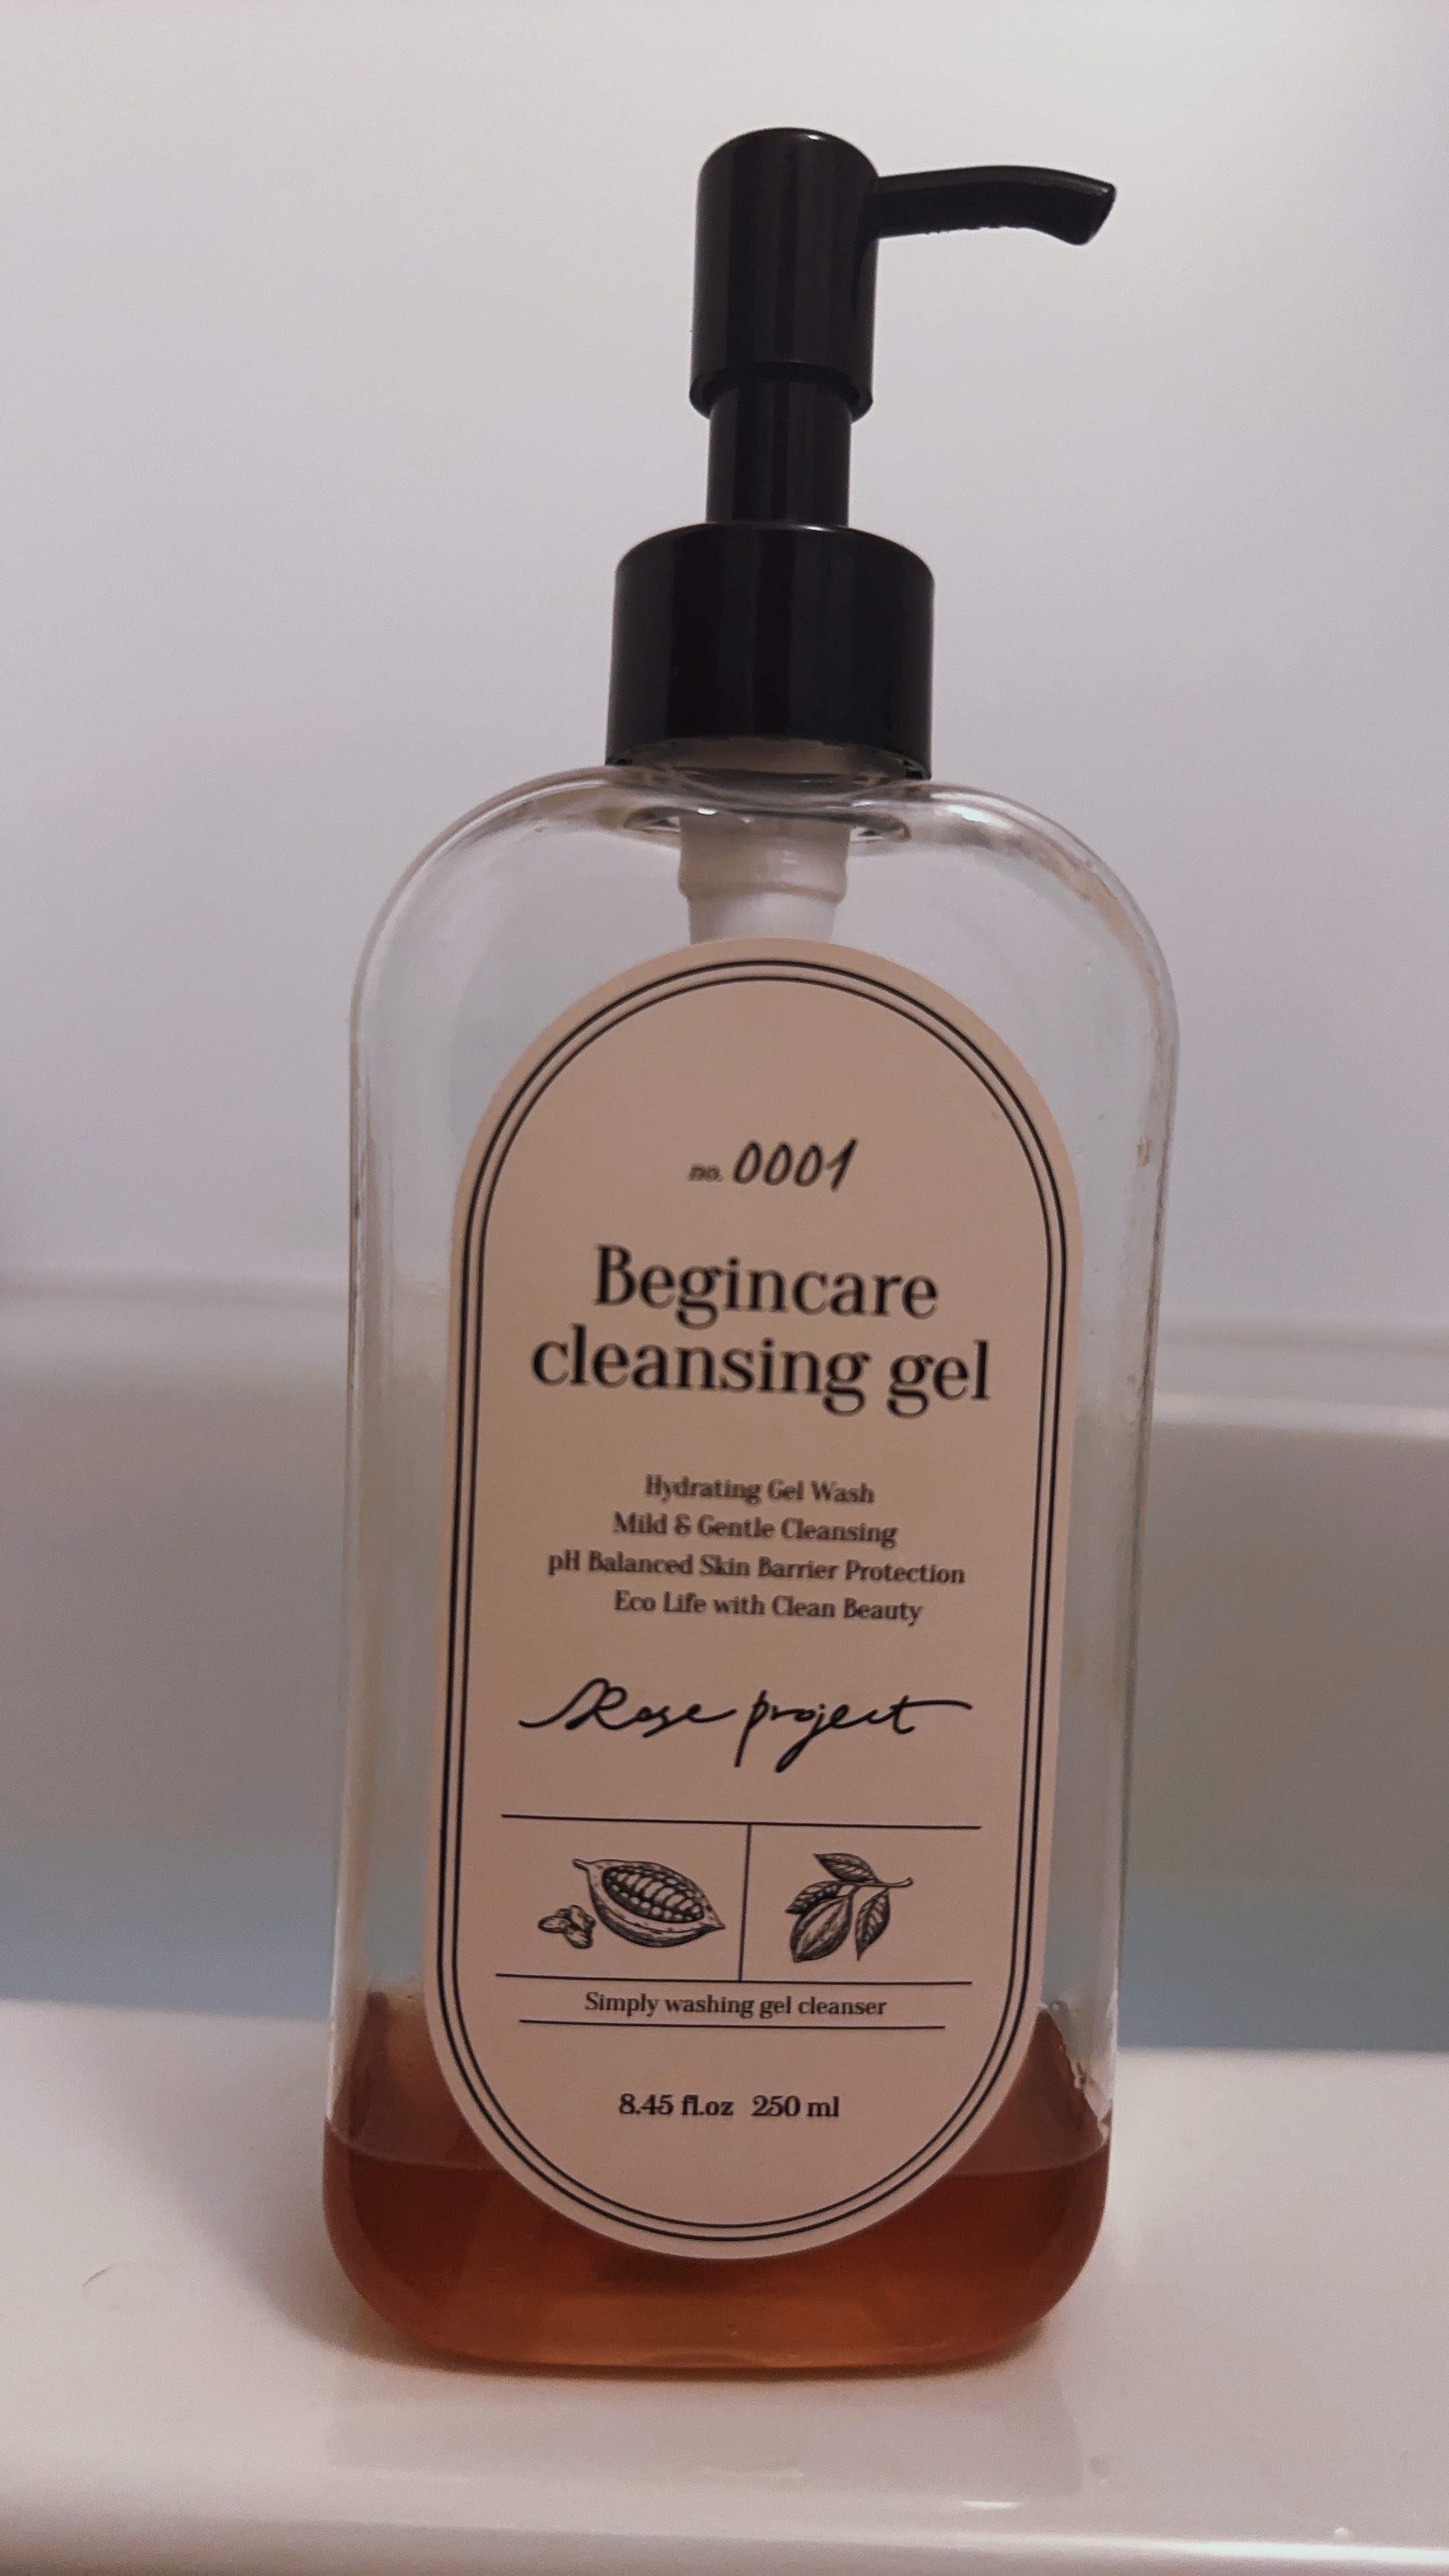 no. 0001
Begincare
cleansing gel
Hydrating Gel Wash
Mild & Gentle Cleansing
pH Balanced Skin Barrier Protection
Eco Life with Clean Beauty
Rose project
Simply washing gel cleanser
8.45 fl.oz 250 ml